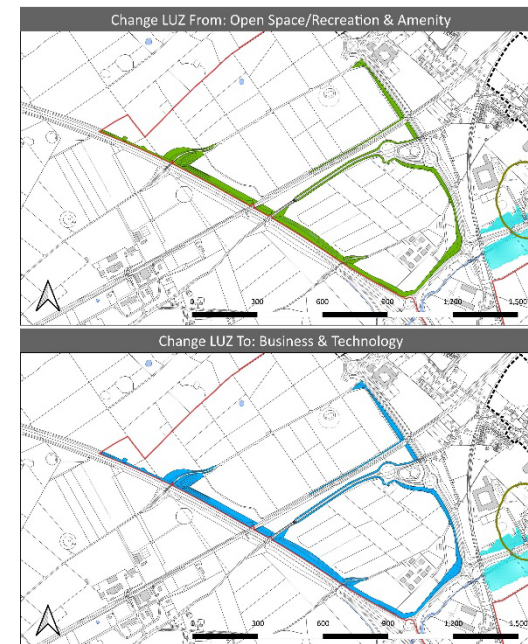 Change LUZ From: Open Space/Recreation & Amenity
0 300 600 900 1,200 1,500
Change LUZ To: Business & Technology
0 300 600 900 1,200 1,500